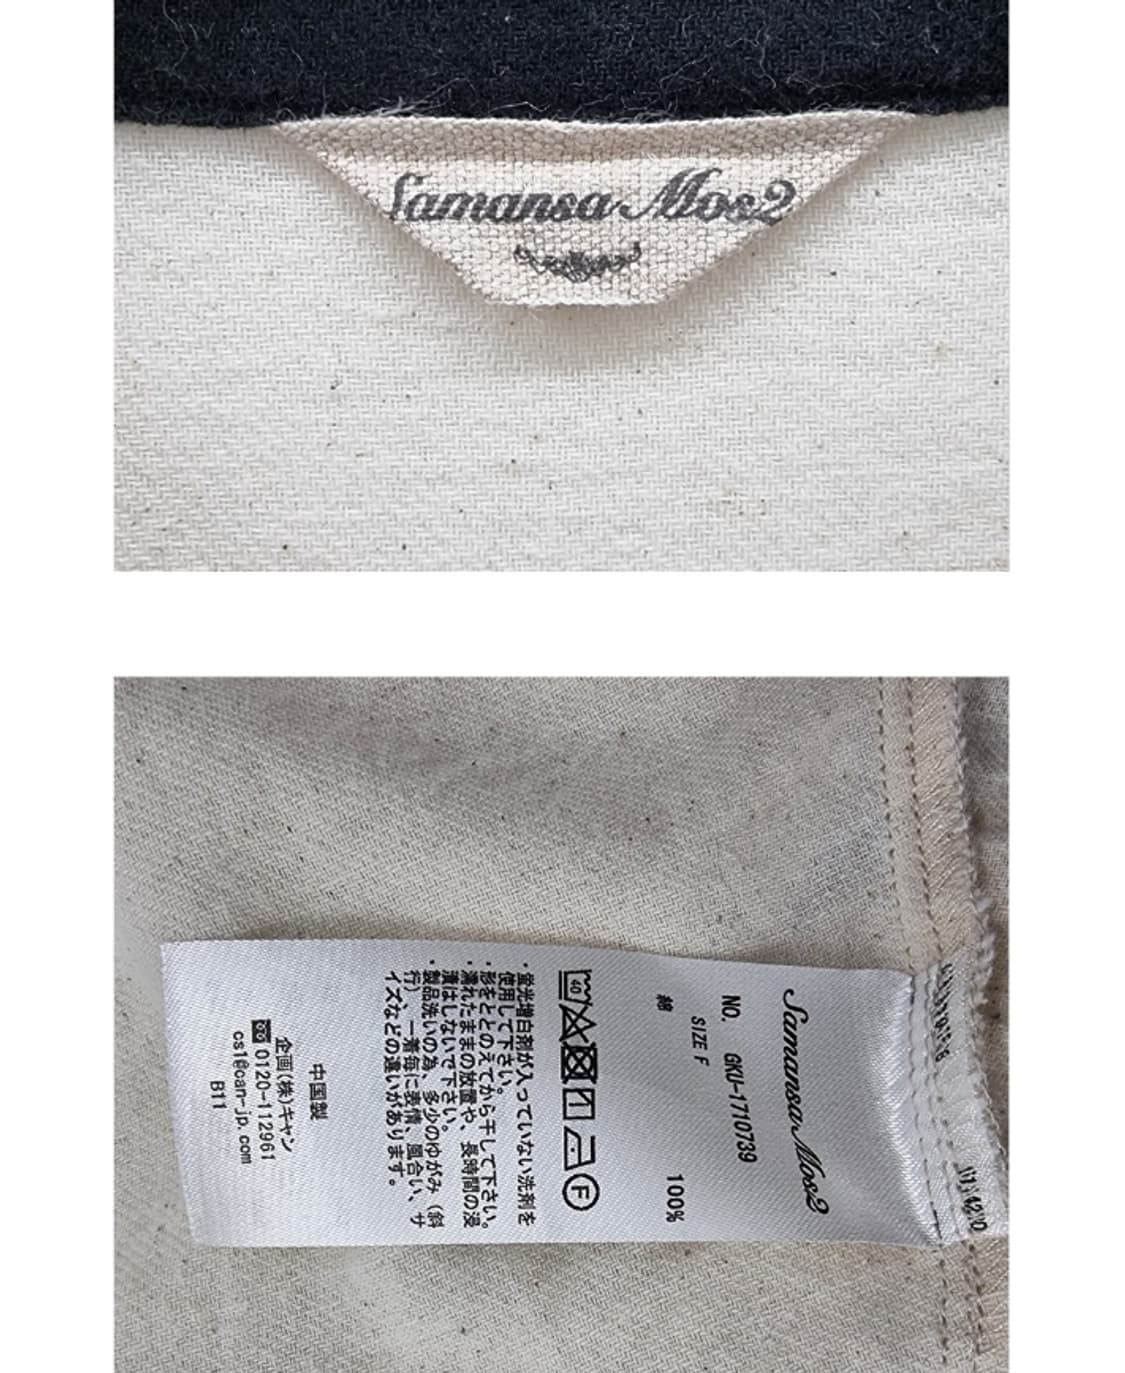 Samansa Mos2
Samansa Mos2
NO. GKU-1710739
SIZE F
綿 100%
40
F
・蛍光増白剤が入っていない洗剤を
使用して下さい。
・形をととのえてから干して下さい。
・濡れたままの放置や、長時間の浸
漬はしないで下さい。
・製品洗いの為、多少のゆがみ（斜
行）、一着毎に表情、風合い、サ
イズなどの違いがあります。
中国製
企画(株)キャン
0120-112961
cs1@can-jp.com
B11